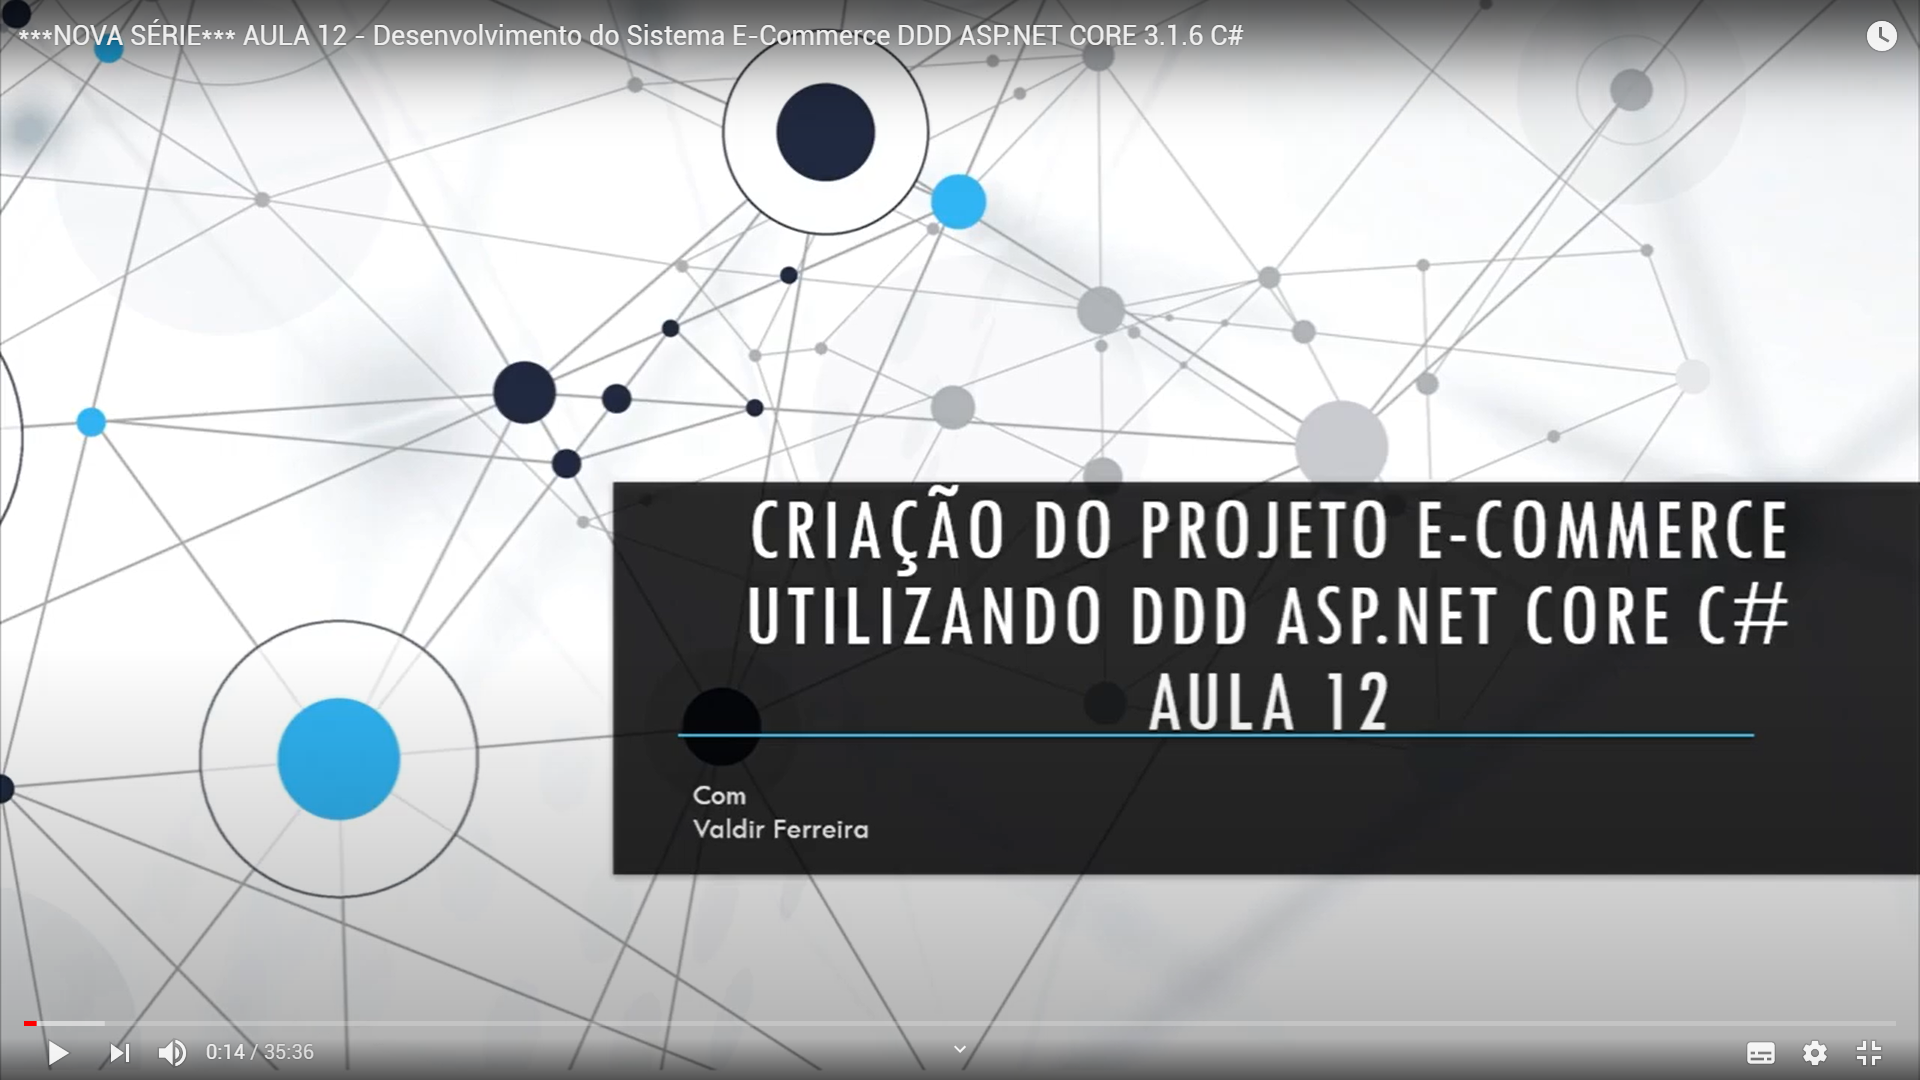 ***NOVA SÉRIE*** AULA 12 - Desenvolvimento do Sistema E-Commerce DDD ASP.NET CORE 3.1.6 C#
CRIAÇÃO DO PROJETO E-COMMERCE
UTILIZANDO DDD ASP.NET CORE C#
AULA 12
Com
Valdir Ferreira
0:14 / 35:36